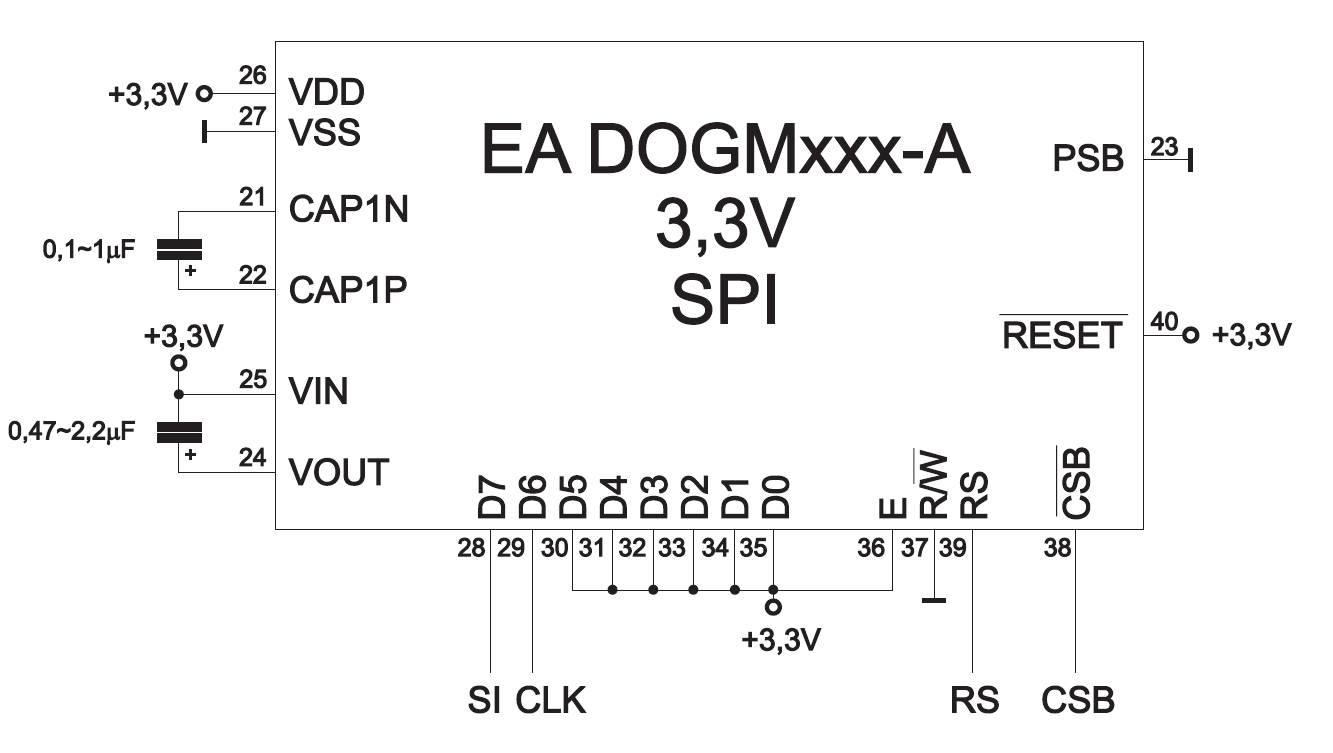 EA DOGMxxx-A
3,3V
SPI
+3,3V
26
VDD
27
VSS
21
CAP1N
0,1~1µF
+
22
CAP1P
+3,3V
25
VIN
0,47~2,2µF
+
24
VOUT
PSB
23
RESET
40
+3,3V
D7 D6 D5 D4 D3 D2 D1 D0 E R/W RS CSB
28 29 30 31 32 33 34 35 36 37 39 38
+3,3V
SI CLK RS CSB